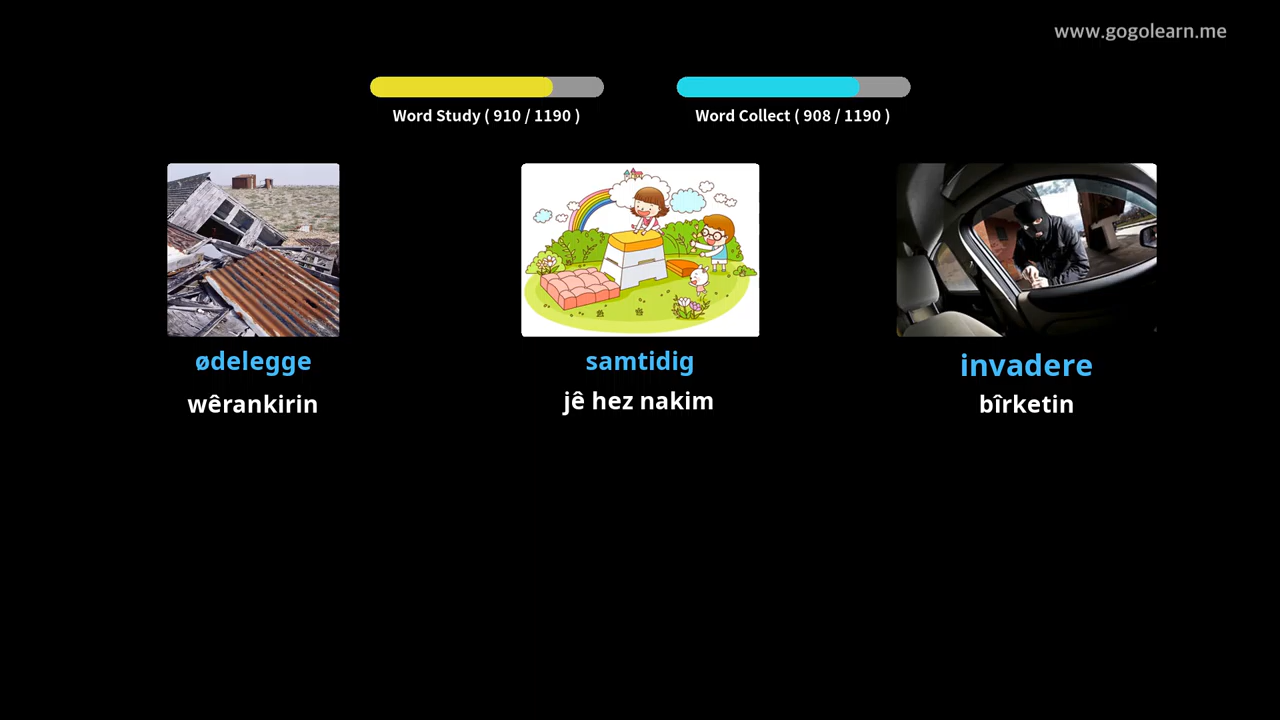 www.gogolearn.me
Word Study ( 910 / 1190 )
Word Collect ( 908 / 1190 )
ødelegge
samtidig
invadere
wêrankirin
jê hez nakim
bîrketin